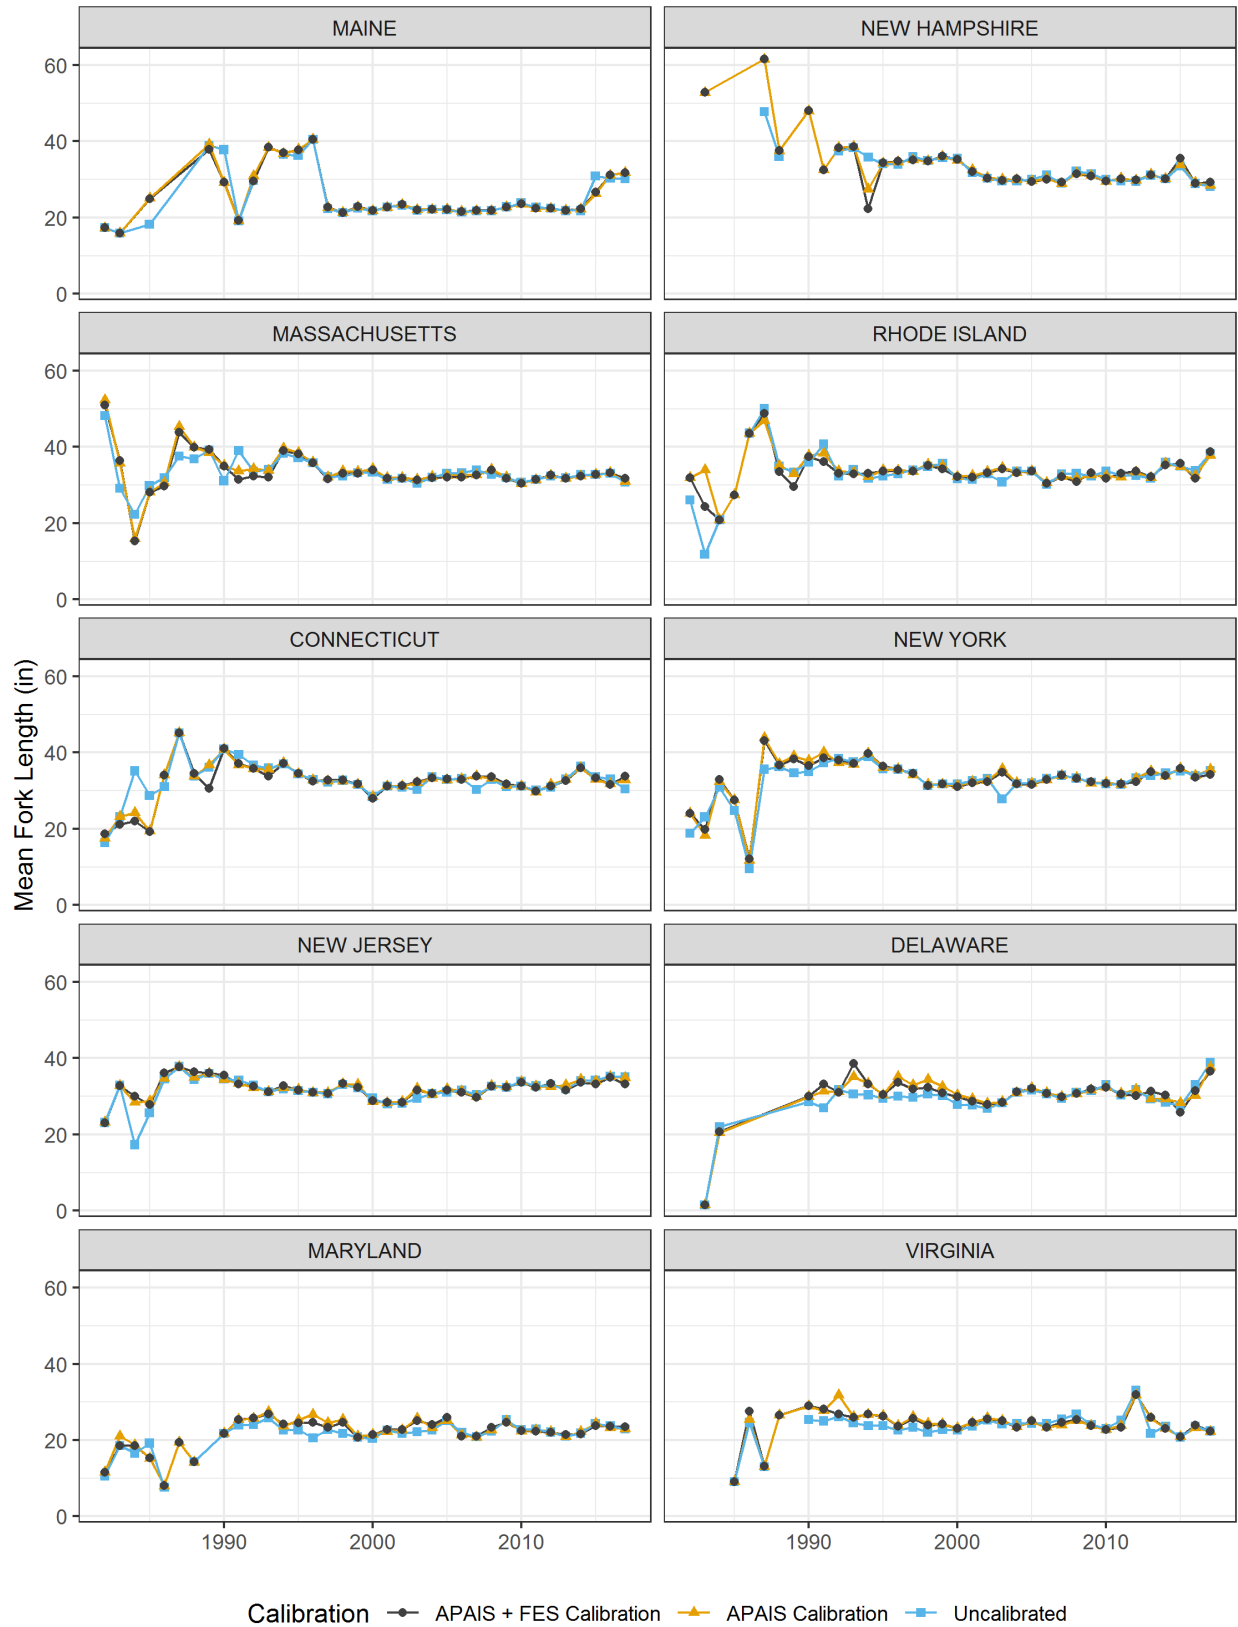 MAINE
NEW HAMPSHIRE
60
40
20
0
MASSACHUSETTS
RHODE ISLAND
60
40
20
0
CONNECTICUT
NEW YORK
60
40
20
0
Mean Fork Length (in)
NEW JERSEY
DELAWARE
60
40
20
0
MARYLAND
VIRGINIA
60
40
20
0
1990 2000 2010
1990 2000 2010
Calibration APAIS + FES Calibration APAIS Calibration Uncalibrated